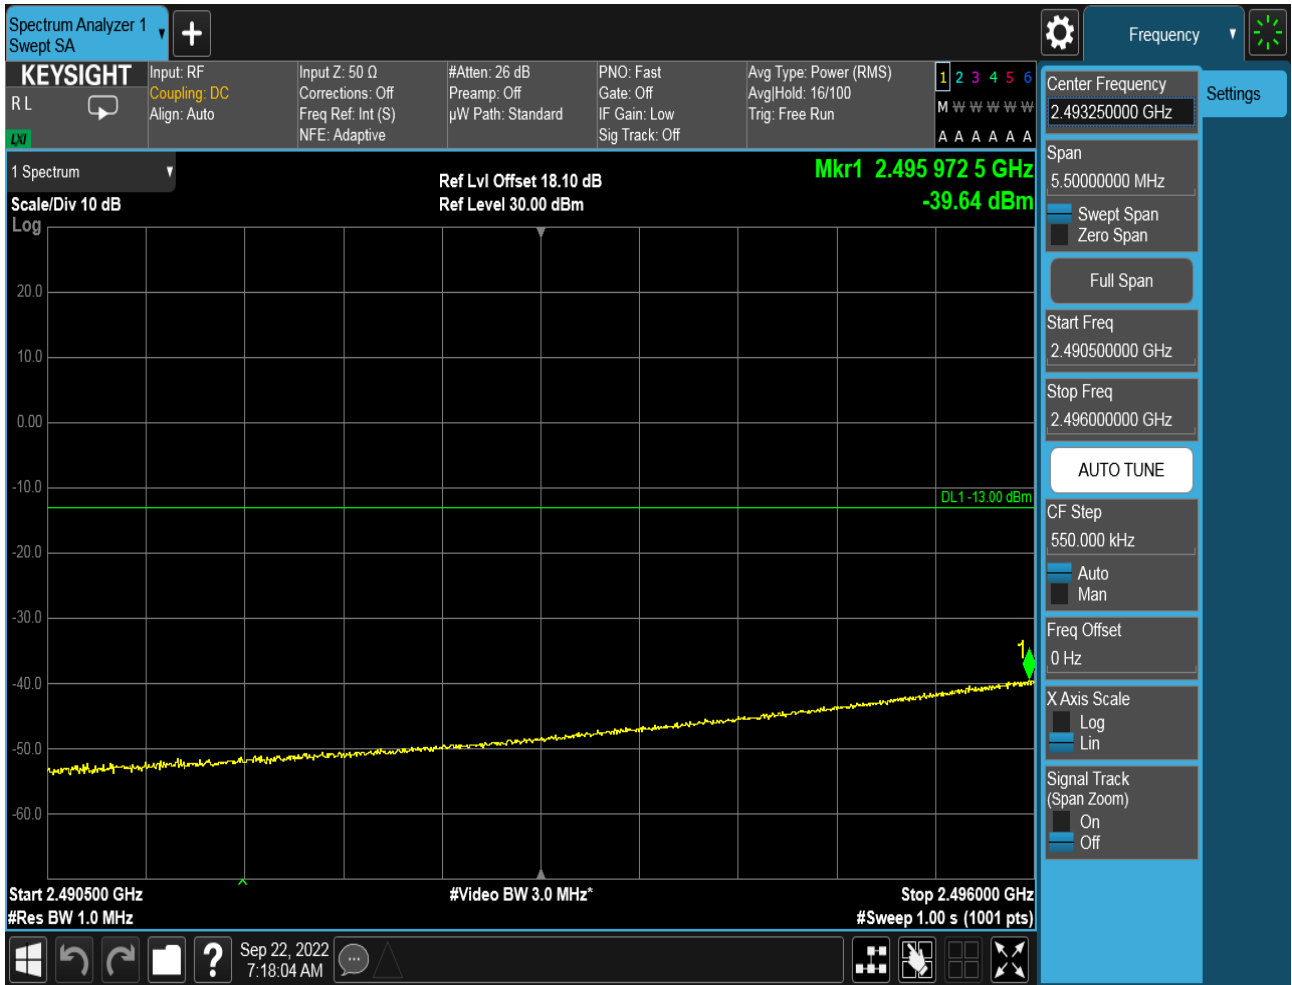 Spectrum Analyzer 1
Swept SA
Frequency
KEYSIGHT
R L
LXI
Input: RF
Coupling: DC
Align: Auto
Input Z: 50 Ω
Corrections: Off
Freq Ref: Int (S)
NFE: Adaptive
#Atten: 26 dB
Preamp: Off
µW Path: Standard
PNO: Fast
Gate: Off
IF Gain: Low
Sig Track: Off
Avg Type: Power (RMS)
Avg|Hold: 16/100
Trig: Free Run
1 2 3 4 5 6
M W W W W W
A A A A A A
1 Spectrum
Scale/Div 10 dB
Log
Ref Lvl Offset 18.10 dB
Ref Level 30.00 dBm
Mkr1 2.495 972 5 GHz
-39.64 dBm
20.0
10.0
0.00
-10.0
DL1 -13.00 dBm
-20.0
-30.0
1
-40.0
-50.0
-60.0
Start 2.490500 GHz
#Res BW 1.0 MHz
#Video BW 3.0 MHz*
Stop 2.496000 GHz
#Sweep 1.00 s (1001 pts)
?
Sep 22, 2022
7:18:04 AM
Center Frequency
2.493250000 GHz
Settings
Span
5.50000000 MHz
Swept Span
Zero Span
Full Span
Start Freq
2.490500000 GHz
Stop Freq
2.496000000 GHz
AUTO TUNE
CF Step
550.000 kHz
Auto
Man
Freq Offset
0 Hz
X Axis Scale
Log
Lin
Signal Track
(Span Zoom)
On
Off